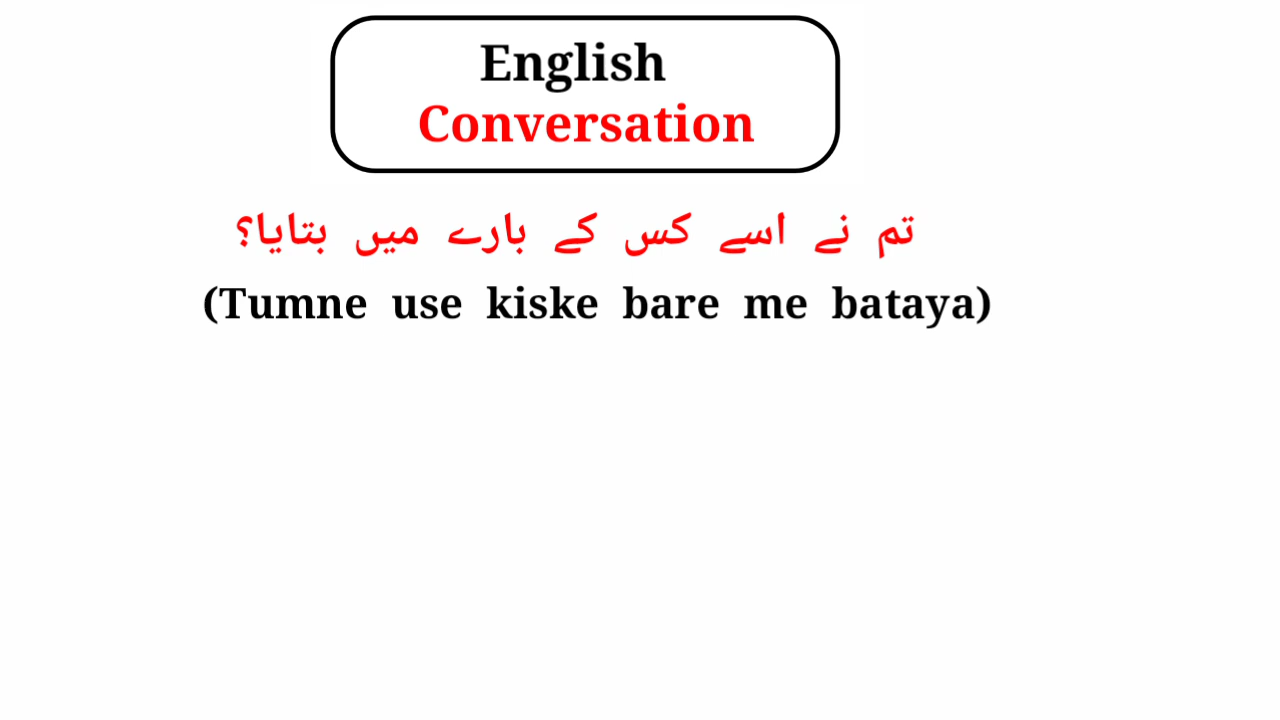 English
Conversation
تم نے اسے کس کے بارے میں بتایا؟
(Tumne use kiske bare me bataya)